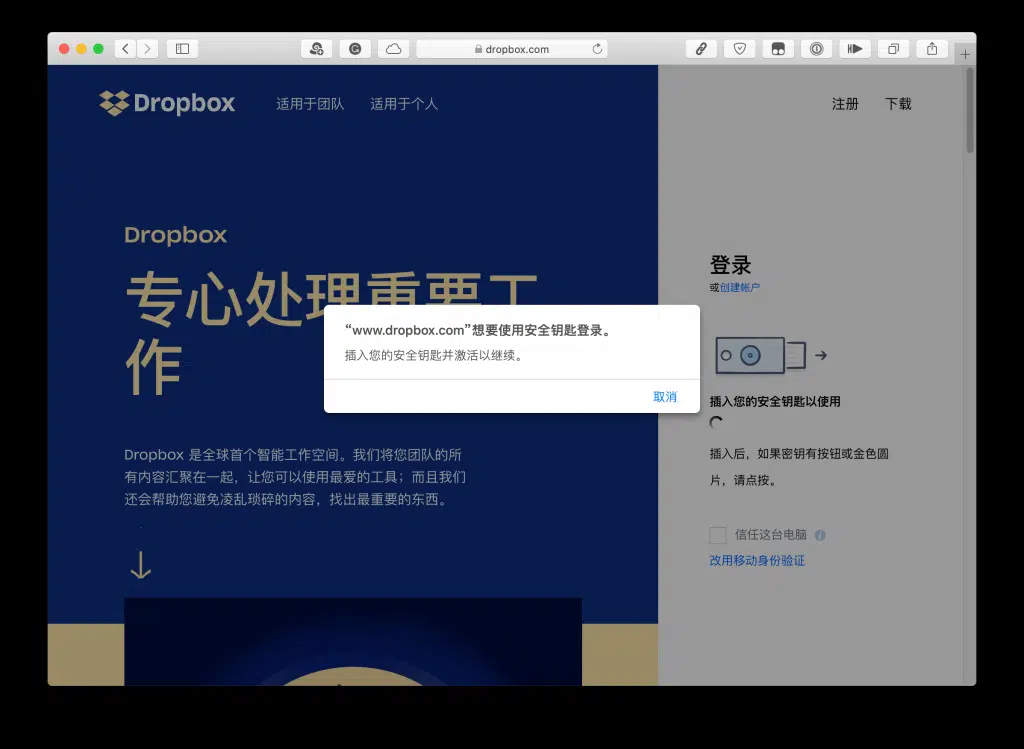 dropbox.com
Dropbox
适用于团队
适用于个人
注册
下载
Dropbox
专心处理重要工
作
“www.dropbox.com”想要使用安全钥匙登录。
插入您的安全钥匙并激活以继续。
取消
Dropbox 是全球首个智能工作空间。我们将您团队的所
有内容汇聚在一起，让您可以使用最爱的工具；而且我们
还会帮助您避免凌乱琐碎的内容，找出最重要的东西。
登录
或创建帐户
插入您的安全钥匙以使用
插入后，如果密钥有按钮或金色圆
片，请点按。
信任这台电脑
改用移动身份验证